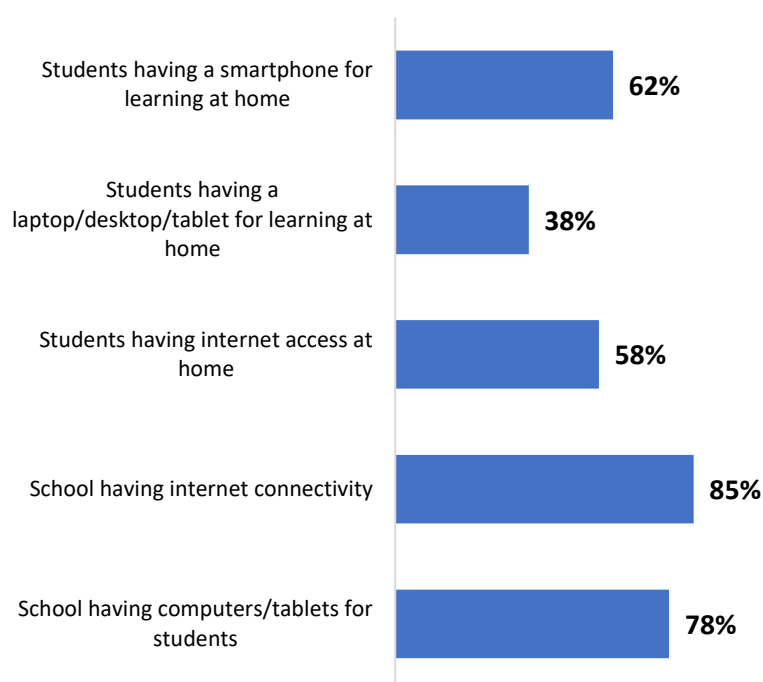 Students having a smartphone for
learning at home
62%
Students having a
laptop/desktop/tablet for learning at
home
38%
Students having internet access at
home
58%
School having internet connectivity
85%
School having computers/tablets for
students
78%